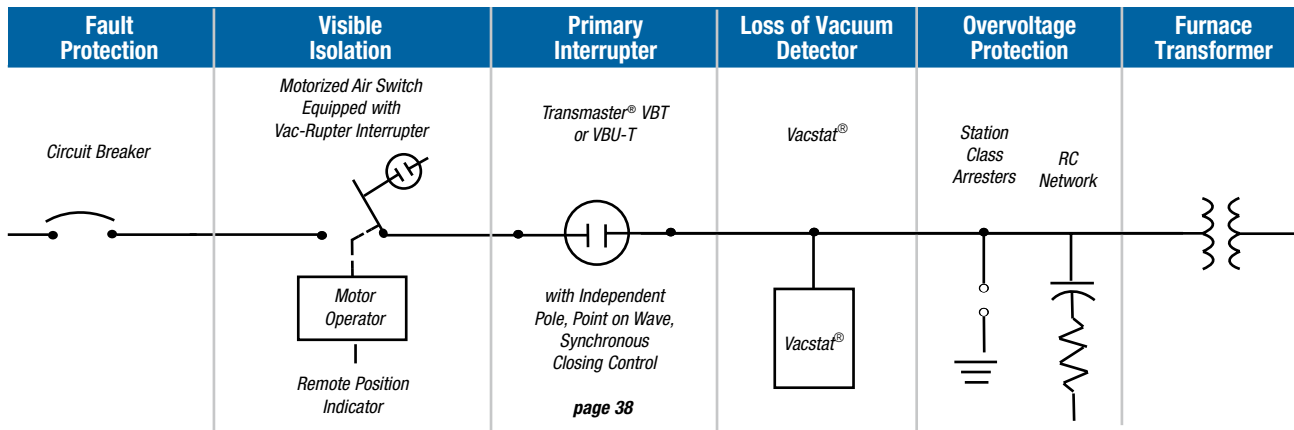 Fault
Protection
Visible
Isolation
Primary
Interrupter
Loss of Vacuum
Detector
Overvoltage
Protection
Furnace
Transformer
Circuit Breaker
Motorized Air Switch
Equipped with
Vac-Rupter Interrupter
Motor
Operator
Remote Position
Indicator
Transmaster® VBT
or VBU-T
with Independent
Pole, Point on Wave,
Synchronous
Closing Control
page 38
Vacstat®
Vacstat®
Station
Class
Arresters
RC
Network